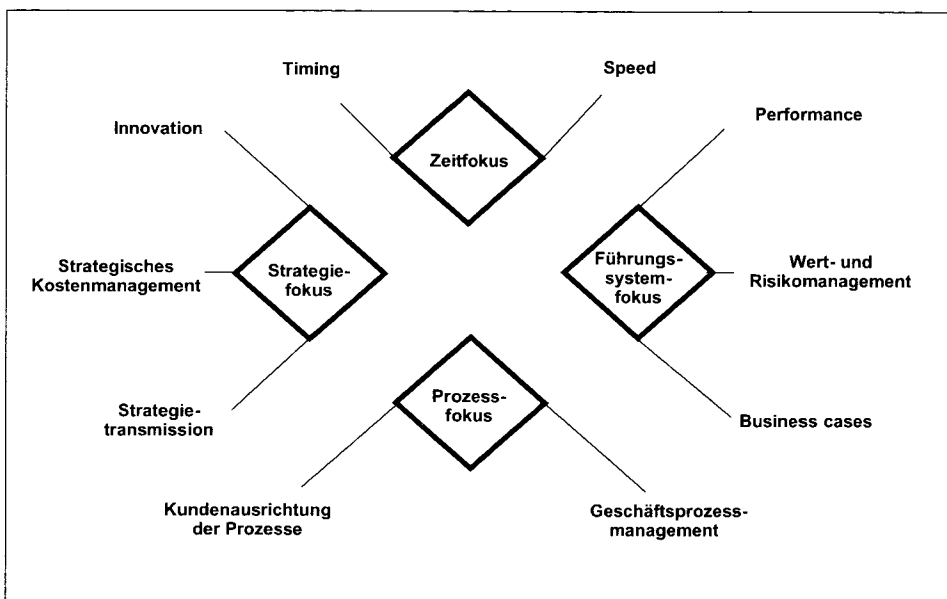 Timing
Speed
Innovation
Performance
Zeitfokus
Strategisches
Kostenmanagement
Strategie-
fokus
Führungs-
system-
fokus
Wert- und
Risikomanagement
Strategie-
transmission
Prozess-
fokus
Business cases
Kundenausrichtung
der Prozesse
Geschäftsprozess-
management